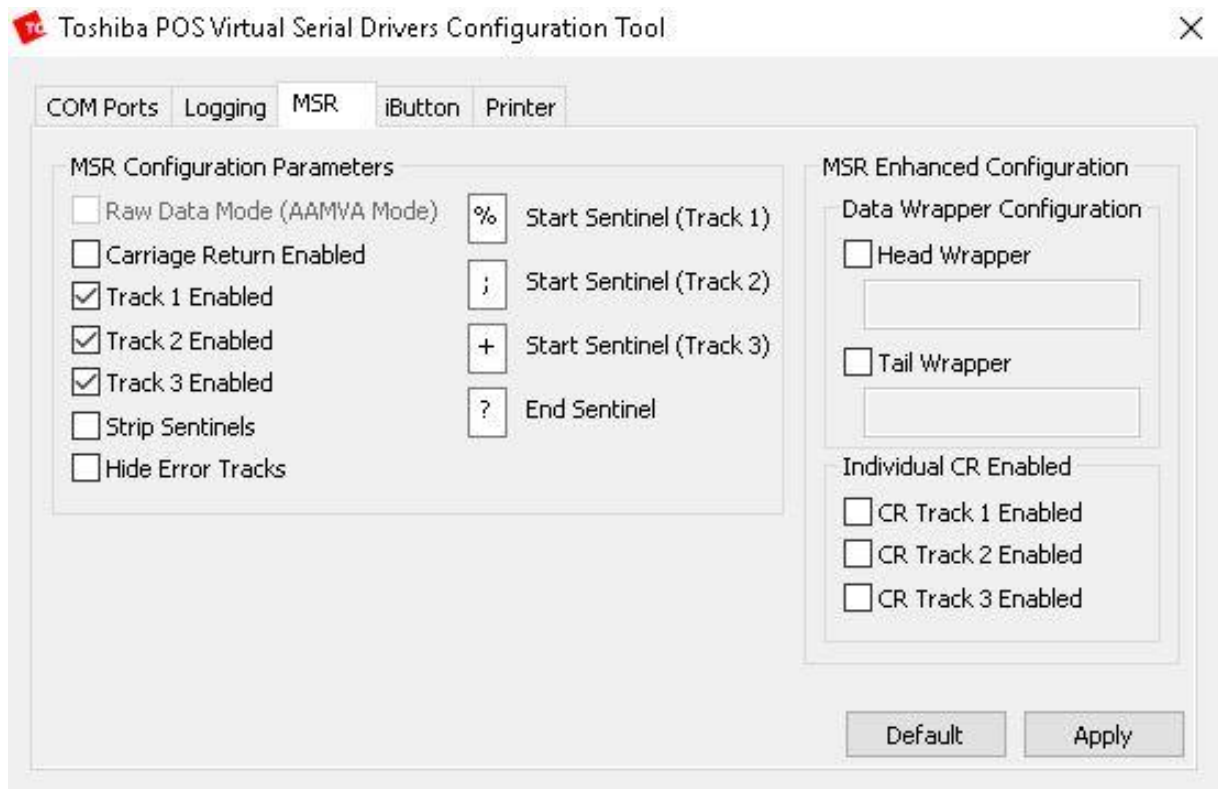 Toshiba POS Virtual Serial Drivers Configuration Tool
COM Ports Logging MSR iButton Printer
MSR Configuration Parameters
Raw Data Mode (AAMVA Mode)
Carriage Return Enabled
Track 1 Enabled
Track 2 Enabled
Track 3 Enabled
Strip Sentinels
Hide Error Tracks
% Start Sentinel (Track 1)
; Start Sentinel (Track 2)
+ Start Sentinel (Track 3)
? End Sentinel
MSR Enhanced Configuration
Data Wrapper Configuration
Head Wrapper
Tail Wrapper
Individual CR Enabled
CR Track 1 Enabled
CR Track 2 Enabled
CR Track 3 Enabled
Default Apply